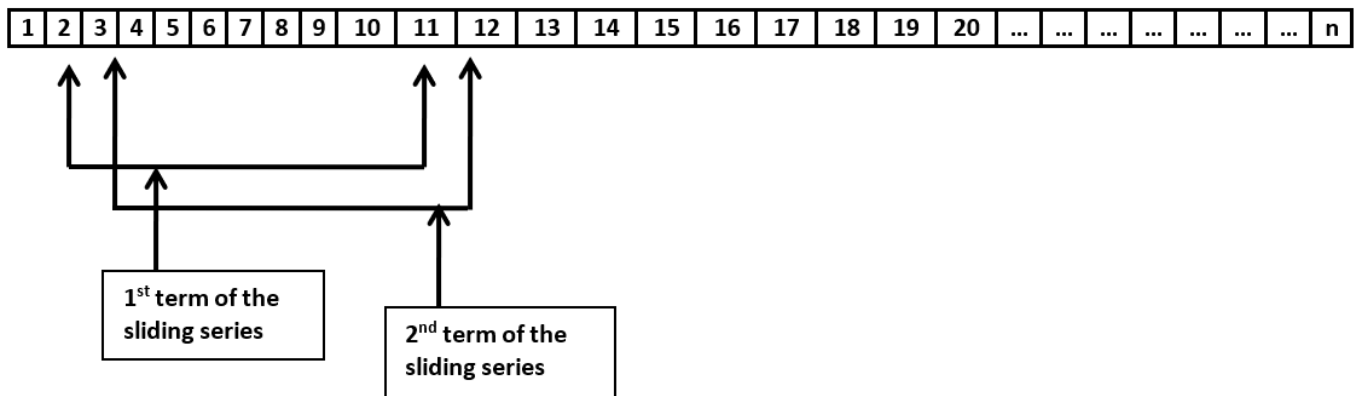 1 2 3 4 5 6 7 8 9 10 11 12 13 14 15 16 17 18 19 20 ... ... ... ... ... ... ... n
1st term of the
sliding series
2nd term of the
sliding series